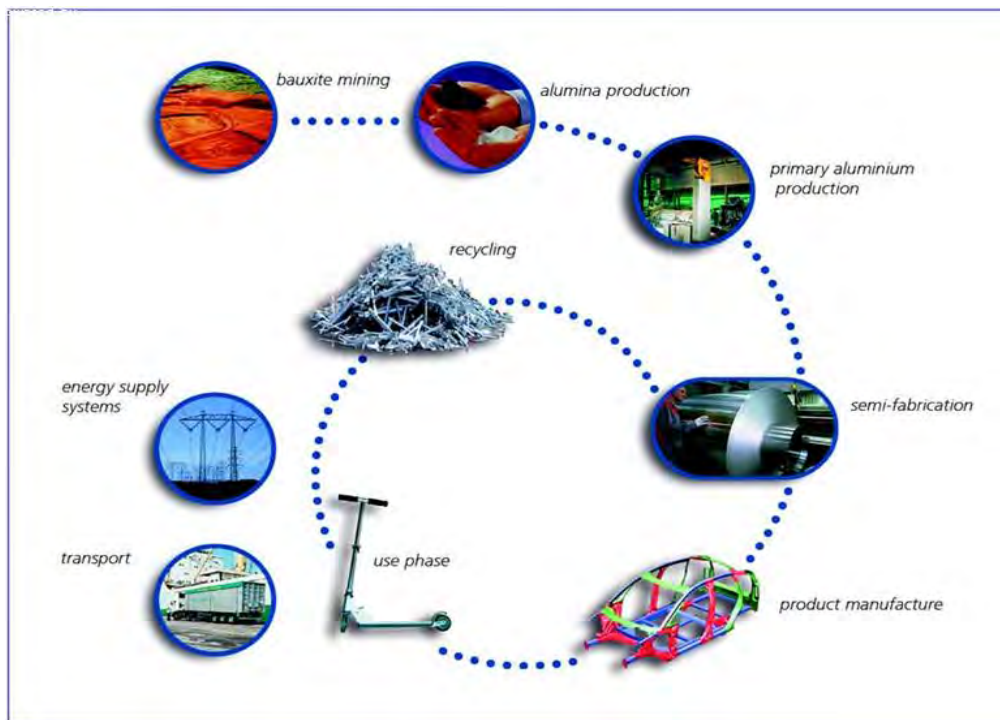 bauxite mining
alumina production
primary aluminium
production
recycling
energy supply
systems
semi-fabrication
transport
use phase
product manufacture